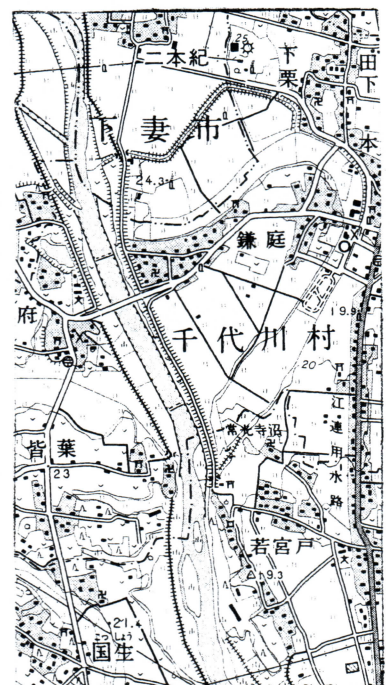 二本紀
25
下栗
田下
本
下妻市
24.3
鎌庭
府
19.9
千代川村
20
常光寺沼
江連用水路
皆葉
23
若宮戸
19.3
21.
こっしょう
国生